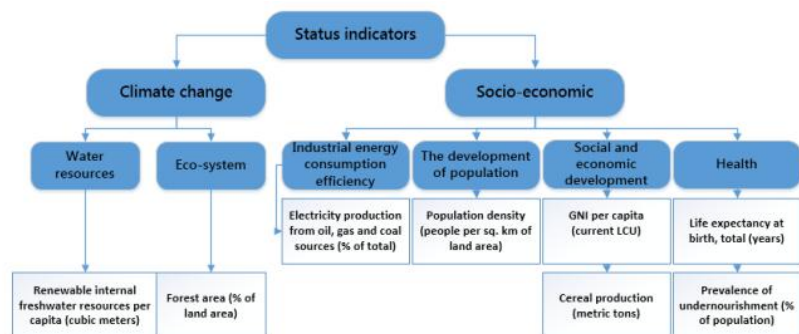 Status indicators
Climate change
Socio-economic
Water
resources
Eco-system
Industrial energy
consumption
efficiency
The development
of population
Social and
economic
development
Health
Electricity production
from oil, gas and coal
sources (% of total)
Population density
(people per sq. km of
land area)
GNI per capita
(current LCU)
Life expectancy at
birth, total (years)
Renewable internal
freshwater resources per
capita (cubic meters)
Forest area (% of
land area)
Cereal production
(metric tons)
Prevalence of
undernourishment (%
of population)